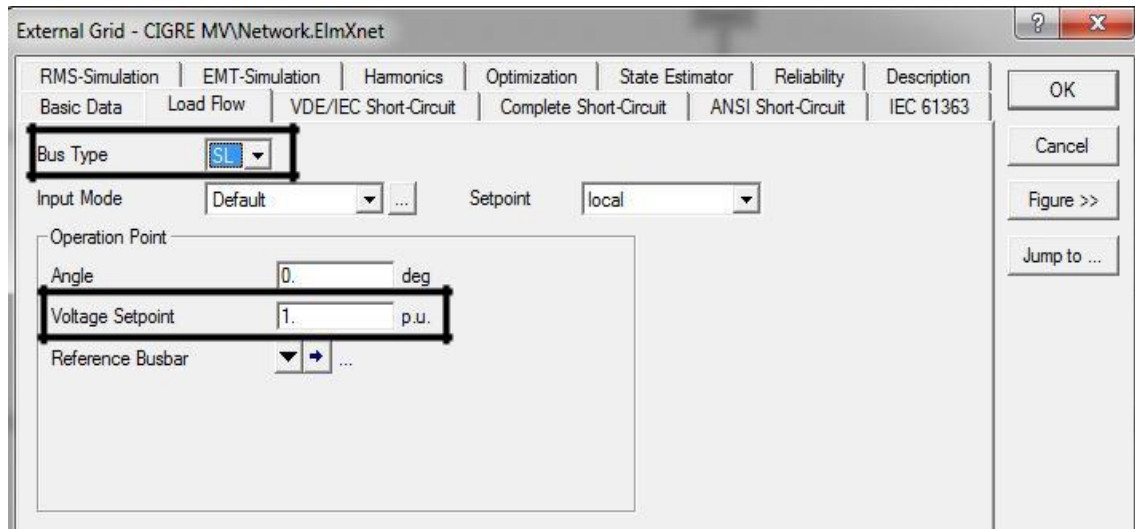 External Grid - CIGRE MV\Network.ElmXnet
RMS-Simulation EMT-Simulation Harmonics Optimization State Estimator Reliability Description
Basic Data Load Flow VDE/IEC Short-Circuit Complete Short-Circuit ANSI Short-Circuit IEC 61363
OK
Cancel
Figure >>
Jump to ...
Bus Type SL
Input Mode Default ... Setpoint local
Operation Point
Angle 0. deg
Voltage Setpoint 1. p.u.
Reference Busbar ...